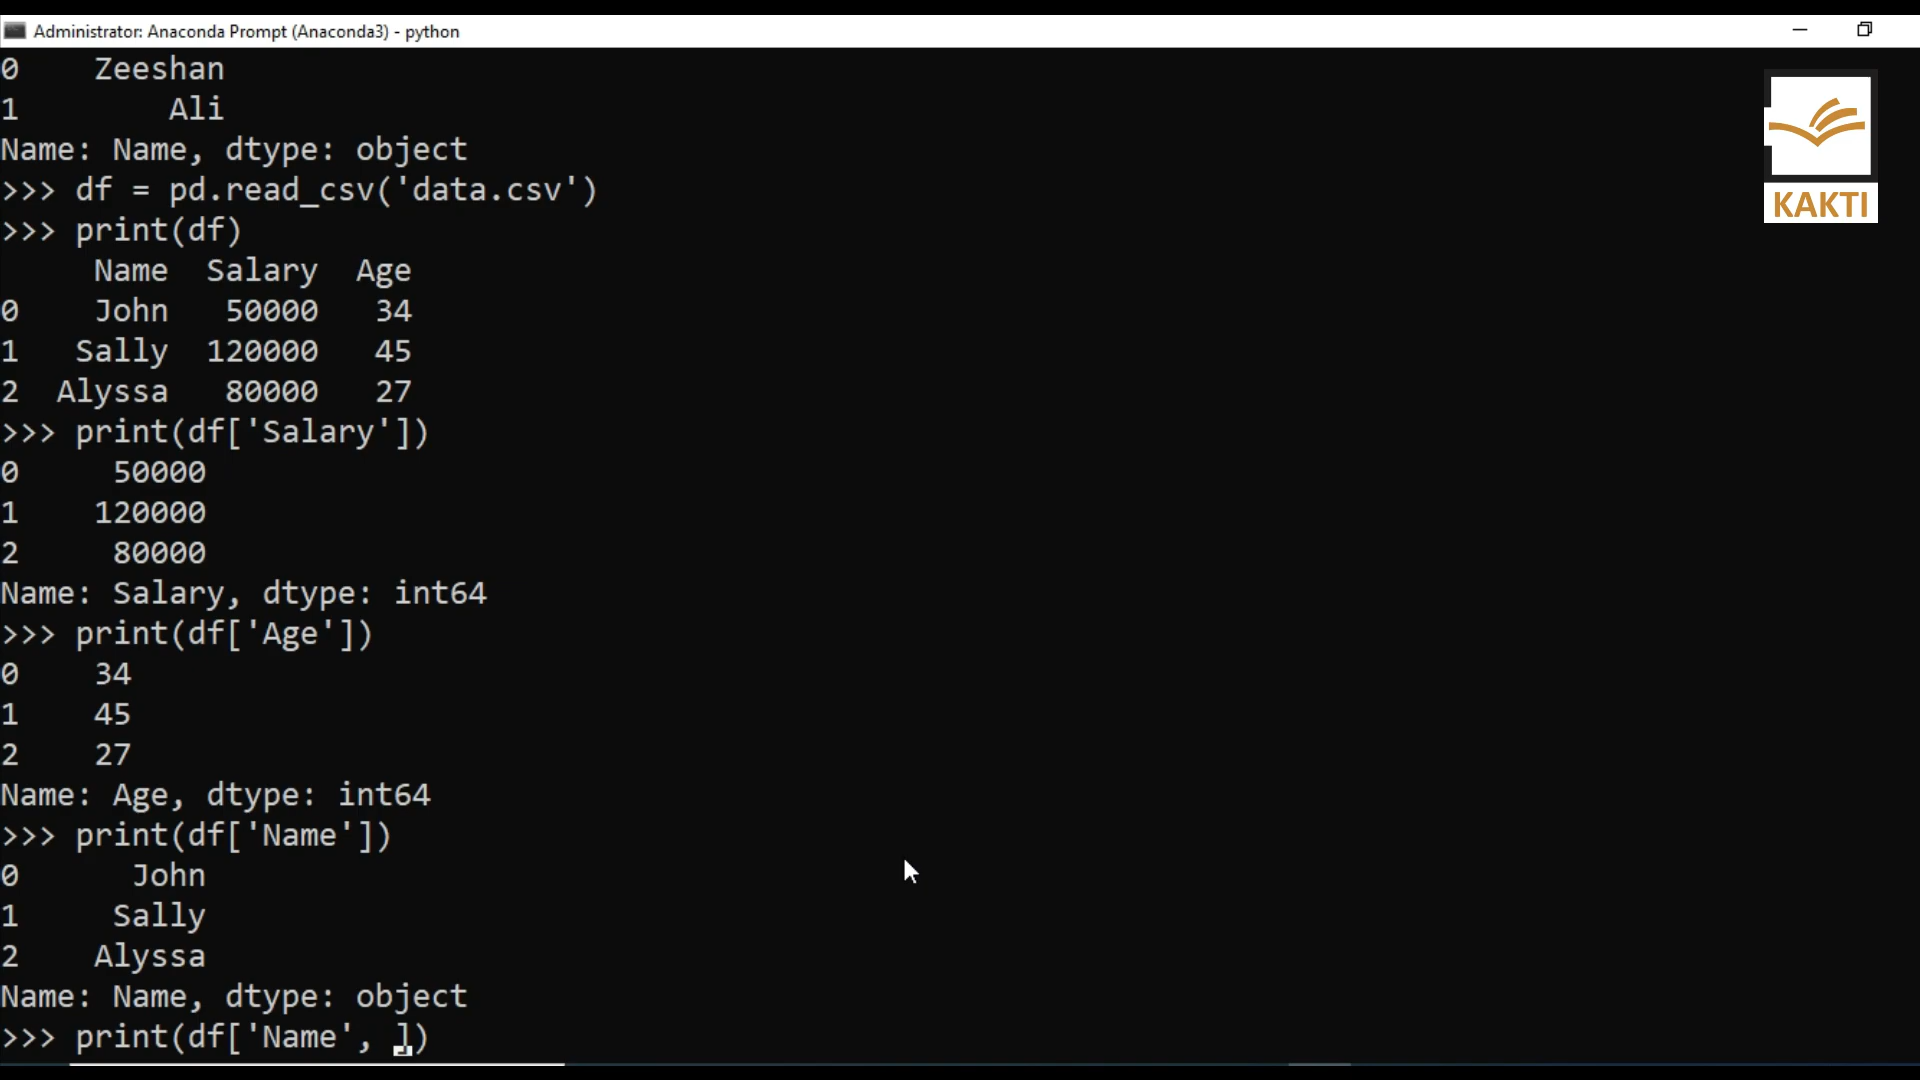 Administrator: Anaconda Prompt (Anaconda3) - python
0    Zeeshan
1        Ali
Name: Name, dtype: object
>>> df = pd.read_csv('data.csv')
>>> print(df)
     Name  Salary  Age
0    John   50000   34
1   Sally  120000   45
2  Alyssa   80000   27
>>> print(df['Salary'])
0     50000
1    120000
2     80000
Name: Salary, dtype: int64
>>> print(df['Age'])
0    34
1    45
2    27
Name: Age, dtype: int64
>>> print(df['Name'])
0      John
1     Sally
2    Alyssa
Name: Name, dtype: object
>>> print(df['Name', ])
KAKTI